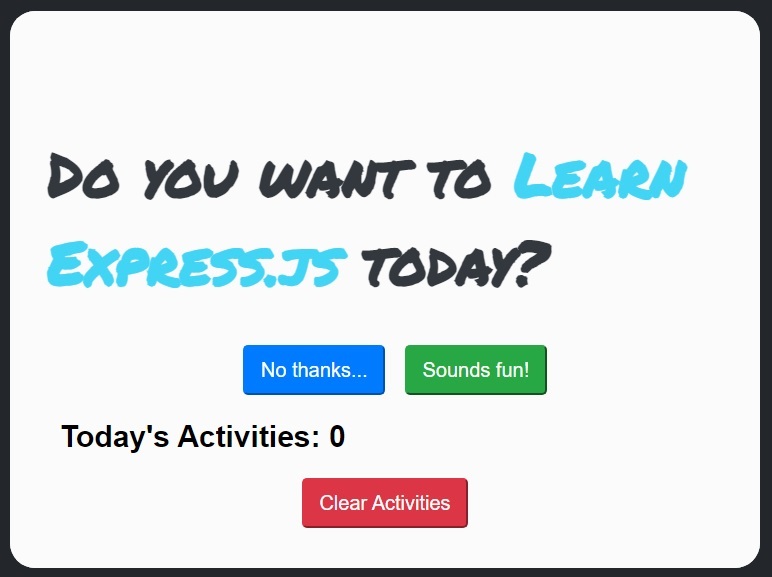 Do you want to Learn
Express.js today?
No thanks... Sounds fun!
Today's Activities: 0
Clear Activities